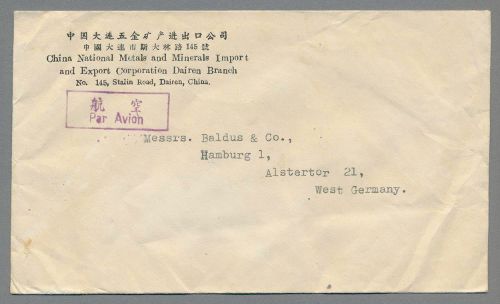 中国大连五金矿产进出口公司
中國大連市斯大林路145號
China National Metals and Minerals Import
and Export Corporation Dairen Branch
No. 145, Stalin Road, Dairen, China.
航 空
Par Avion
Messrs. Baldus & Co.,
Hamburg 1,
Alstertor 21,
West Germany.